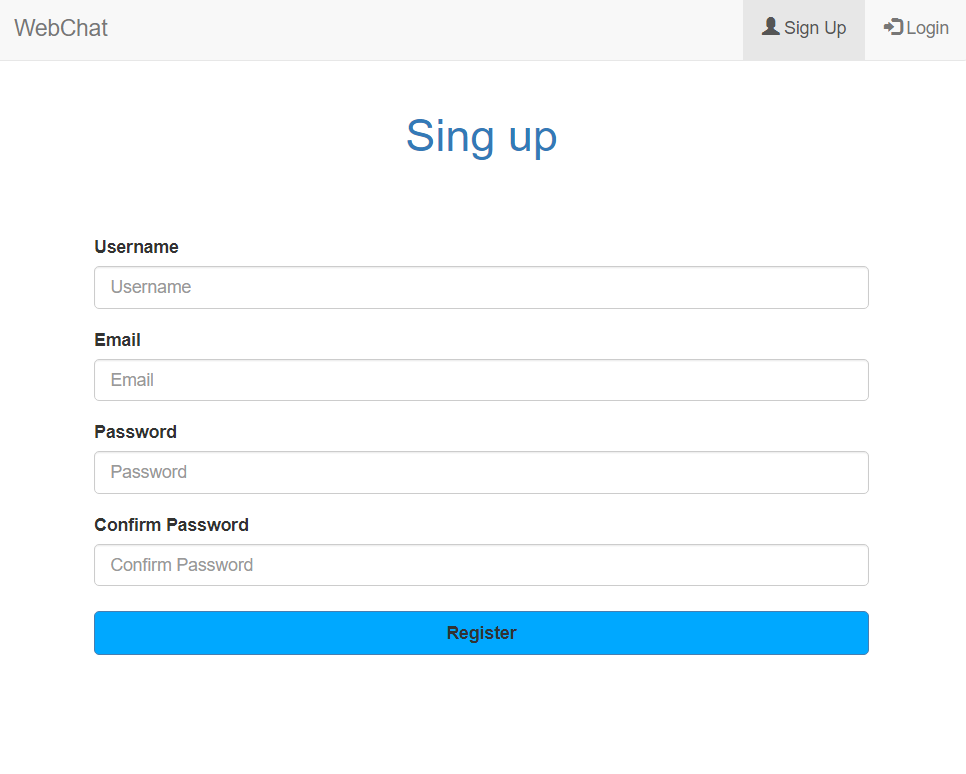 WebChat Sign Up Login
Sing up
Username
Username
Email
Email
Password
Password
Confirm Password
Confirm Password
Register